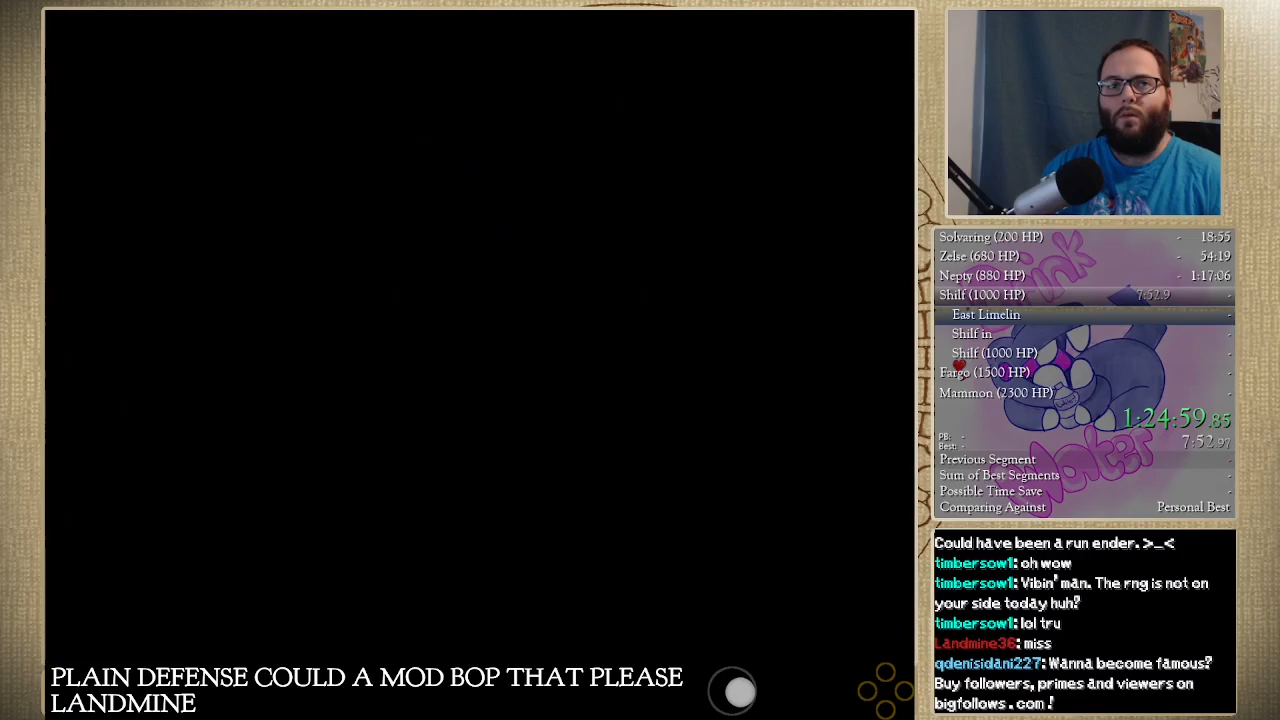 Solvaring (200 HP) - 18:55
Zelse (680 HP) - 54:19
Nepty (880 HP) - 1:17:06
Shilf (1000 HP) 7:52.9 -
East Limelin -
Shilf in -
Shilf (1000 HP) -
Fargo (1500 HP) -
Mammon (2300 HP) -
1:24:59.85
PB: -
Best: -
7:52.97
Previous Segment -
Sum of Best Segments -
Possible Time Save -
Comparing Against Personal Best
Drink
Water
Could have been a run ender. >_<
timbersow1: oh wow
timbersow1: Vibin' man. The rng is not on
your side today huh?
timbersow1: lol tru
Landmine36: miss
qdenisidani227: Wanna become famous?
Buy followers, primes and viewers on
bigfollows . com !
PLAIN DEFENSE COULD A MOD BOP THAT PLEASE
LANDMINE